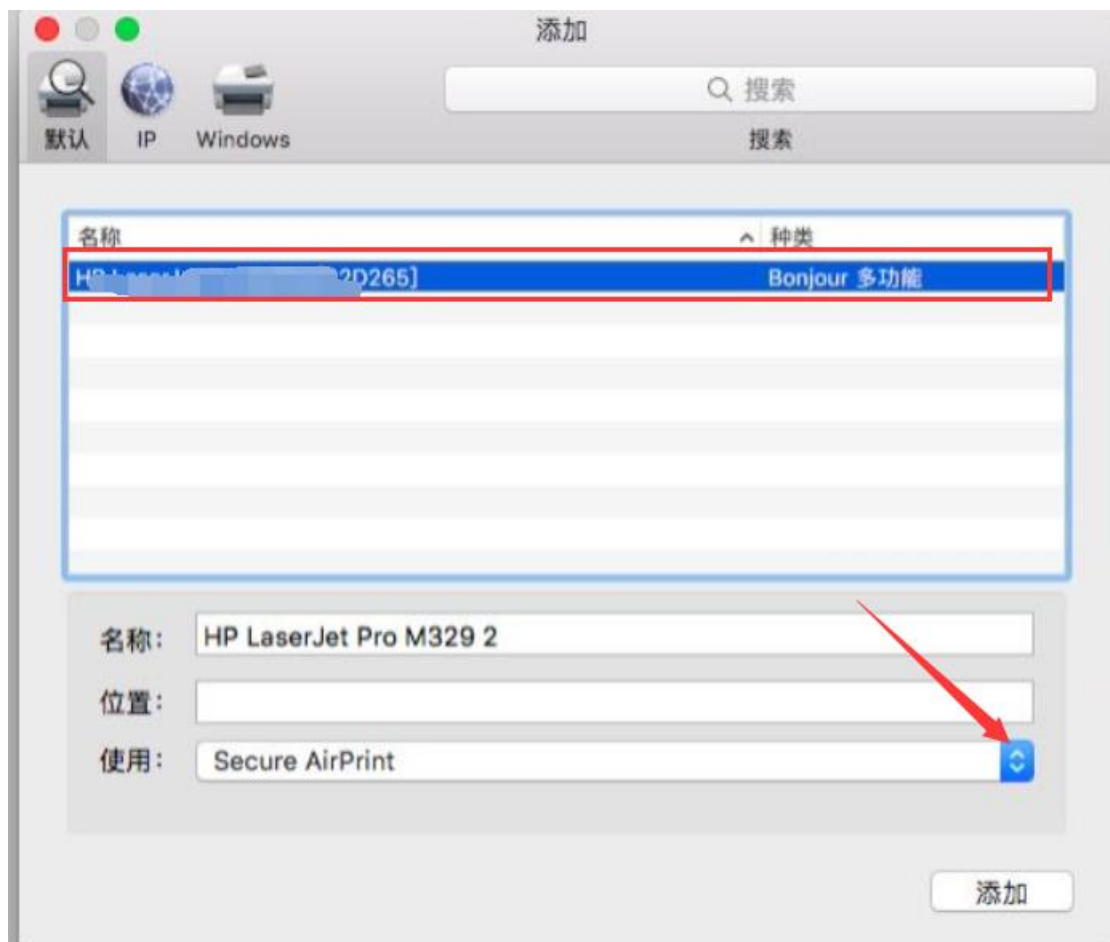 添加
搜索
默认 IP Windows 搜索
名称 种类
HP 2D265] Bonjour 多功能
名称: HP LaserJet Pro M329 2
位置:
使用: Secure AirPrint
添加